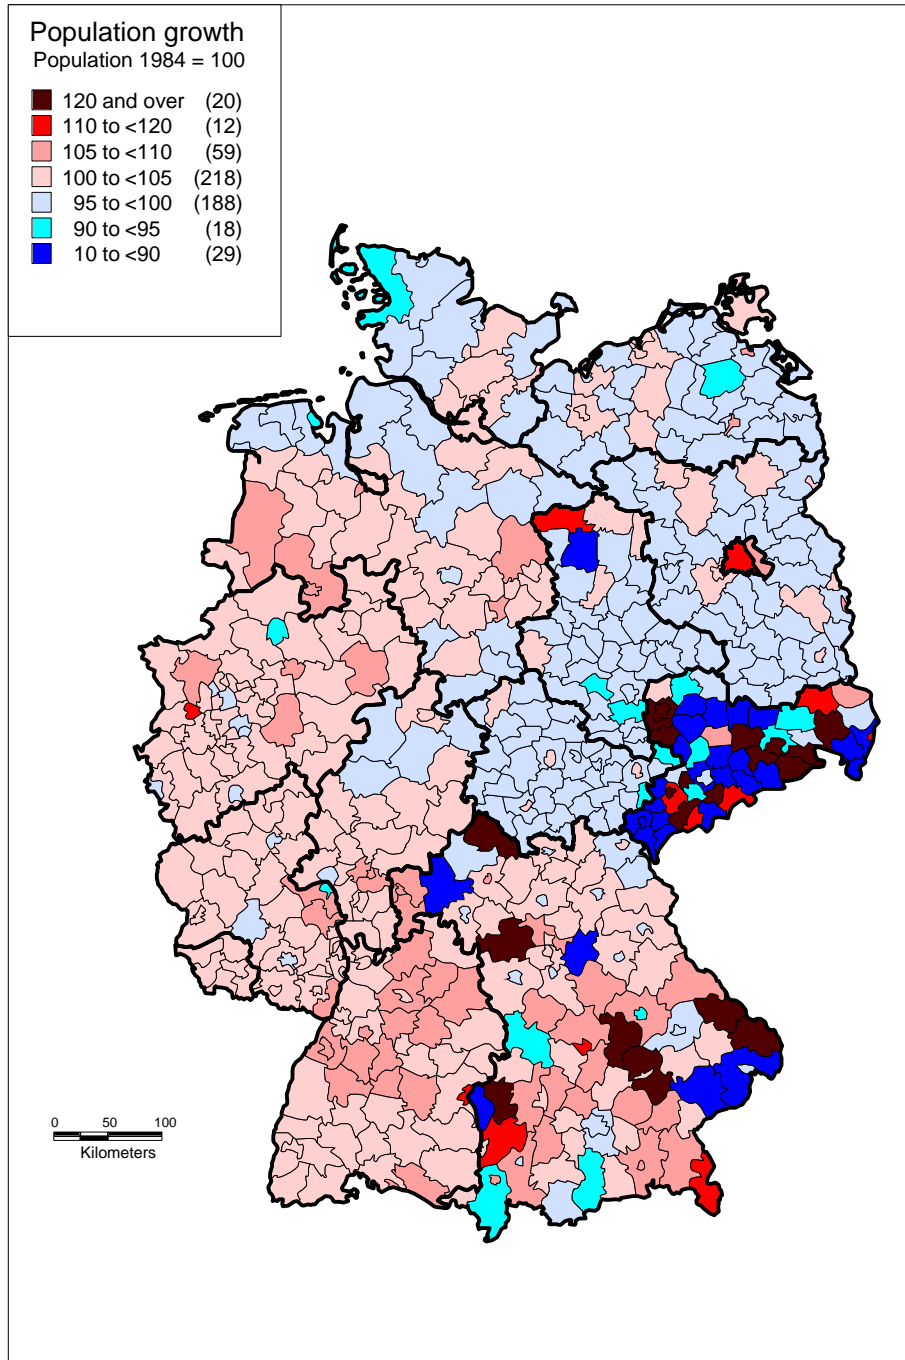 Population growth
Population 1984 = 100
120 and over (20)
110 to <120 (12)
105 to <110 (59)
100 to <105 (218)
95 to <100 (188)
90 to <95 (18)
10 to <90 (29)
0 50 100
Kilometers